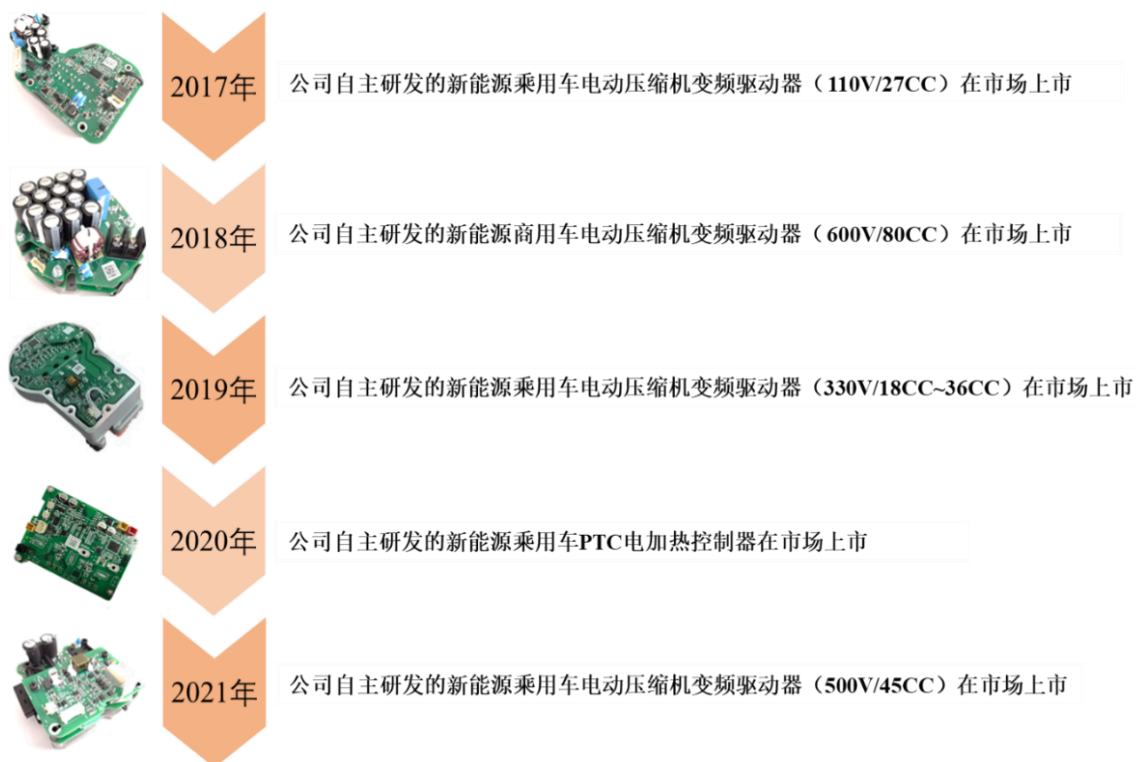 2017年
公司自主研发的新能源乘用车电动压缩机变频驱动器（110V/27CC）在市场上市
2018年
公司自主研发的新能源商用车电动压缩机变频驱动器（600V/80CC）在市场上市
2019年
公司自主研发的新能源乘用车电动压缩机变频驱动器（330V/18CC~36CC）在市场上市
2020年
公司自主研发的新能源乘用车PTC电加热控制器在市场上市
2021年
公司自主研发的新能源乘用车电动压缩机变频驱动器（500V/45CC）在市场上市